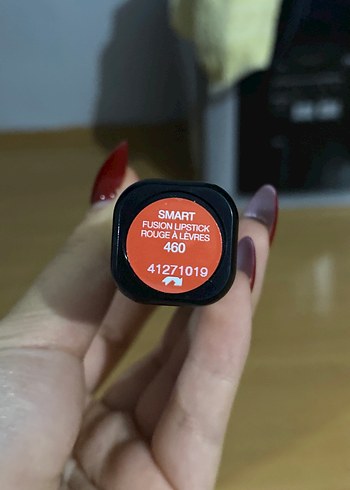 SMART
FUSION LIPSTICK
ROUGE À LÈVRES
460
41271019